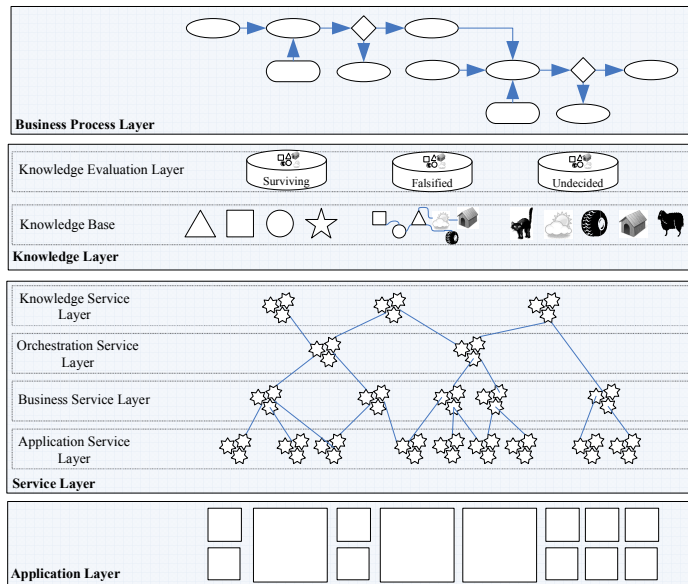 Business Process Layer
Knowledge Evaluation Layer
Surviving
Falsified
Undecided
Knowledge Base
Knowledge Layer
Knowledge Service
Layer
Orchestration Service
Layer
Business Service Layer
Application Service
Layer
Service Layer
Application Layer